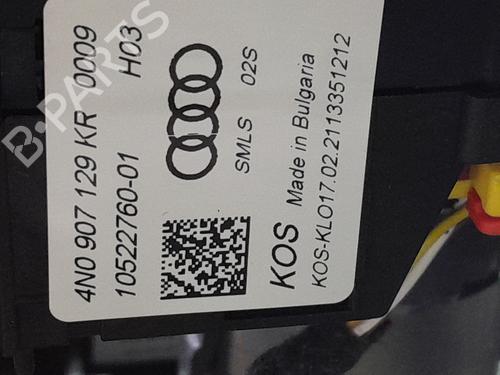 4N0 907 129 KR 0009
10522760-01 H03
SMLS 02S
KOS Made in Bulgaria
KOS-KLO17.02.2113351212
B-PARTS